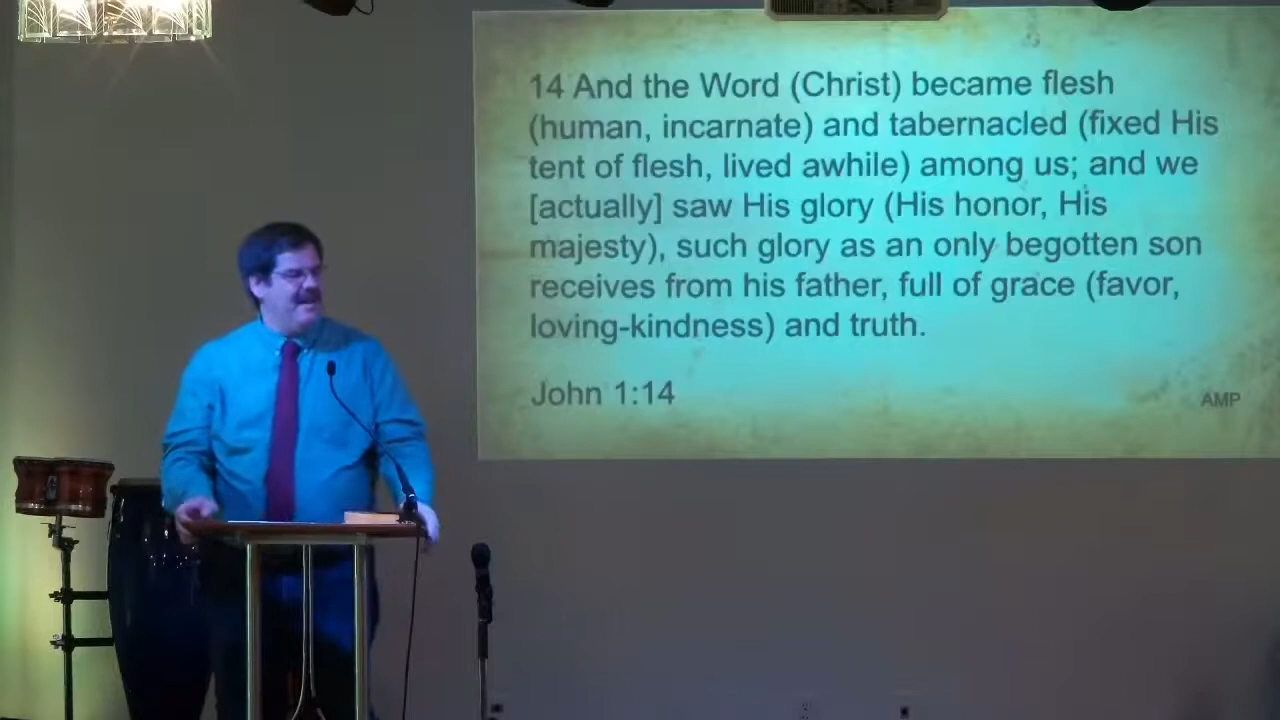 14 And the Word (Christ) became flesh
(human, incarnate) and tabernacled (fixed His
tent of flesh, lived awhile) among us; and we
[actually] saw His glory (His honor, His
majesty), such glory as an only begotten son
receives from his father, full of grace (favor,
loving-kindness) and truth.
John 1:14
AMP